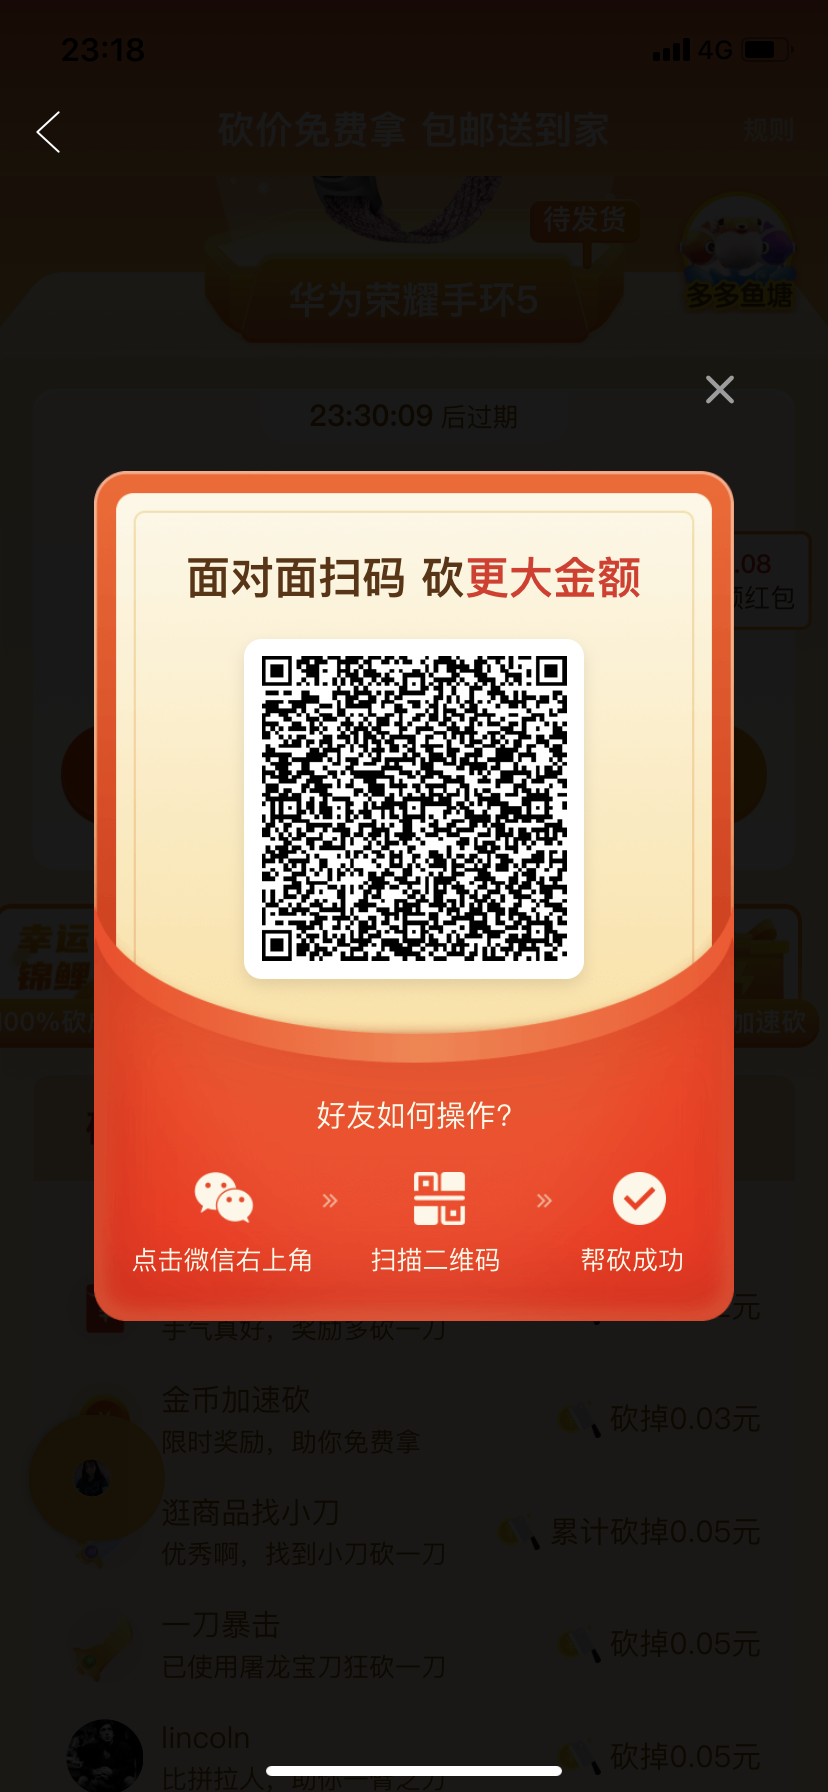 23:18
4G
砍价免费拿 包邮送到家
规则
待发货
华为荣耀手环5
多多鱼塘
23:30:09 后过期
面对面扫码 砍更大金额
.08
红包
幸运
锦鲤
100%砍
加速砍
好友如何操作?
点击微信右上角
扫描二维码
帮砍成功
元
手气真好，奖励多砍一刀
金币加速砍
砍掉0.03元
限时奖励，助你免费拿
逛商品找小刀
累计砍掉0.05元
优秀啊，找到小刀砍一刀
一刀暴击
砍掉0.05元
已使用屠龙宝刀狂砍一刀
lincoln
砍掉0.05元
比拼拉人，助你一臂之力